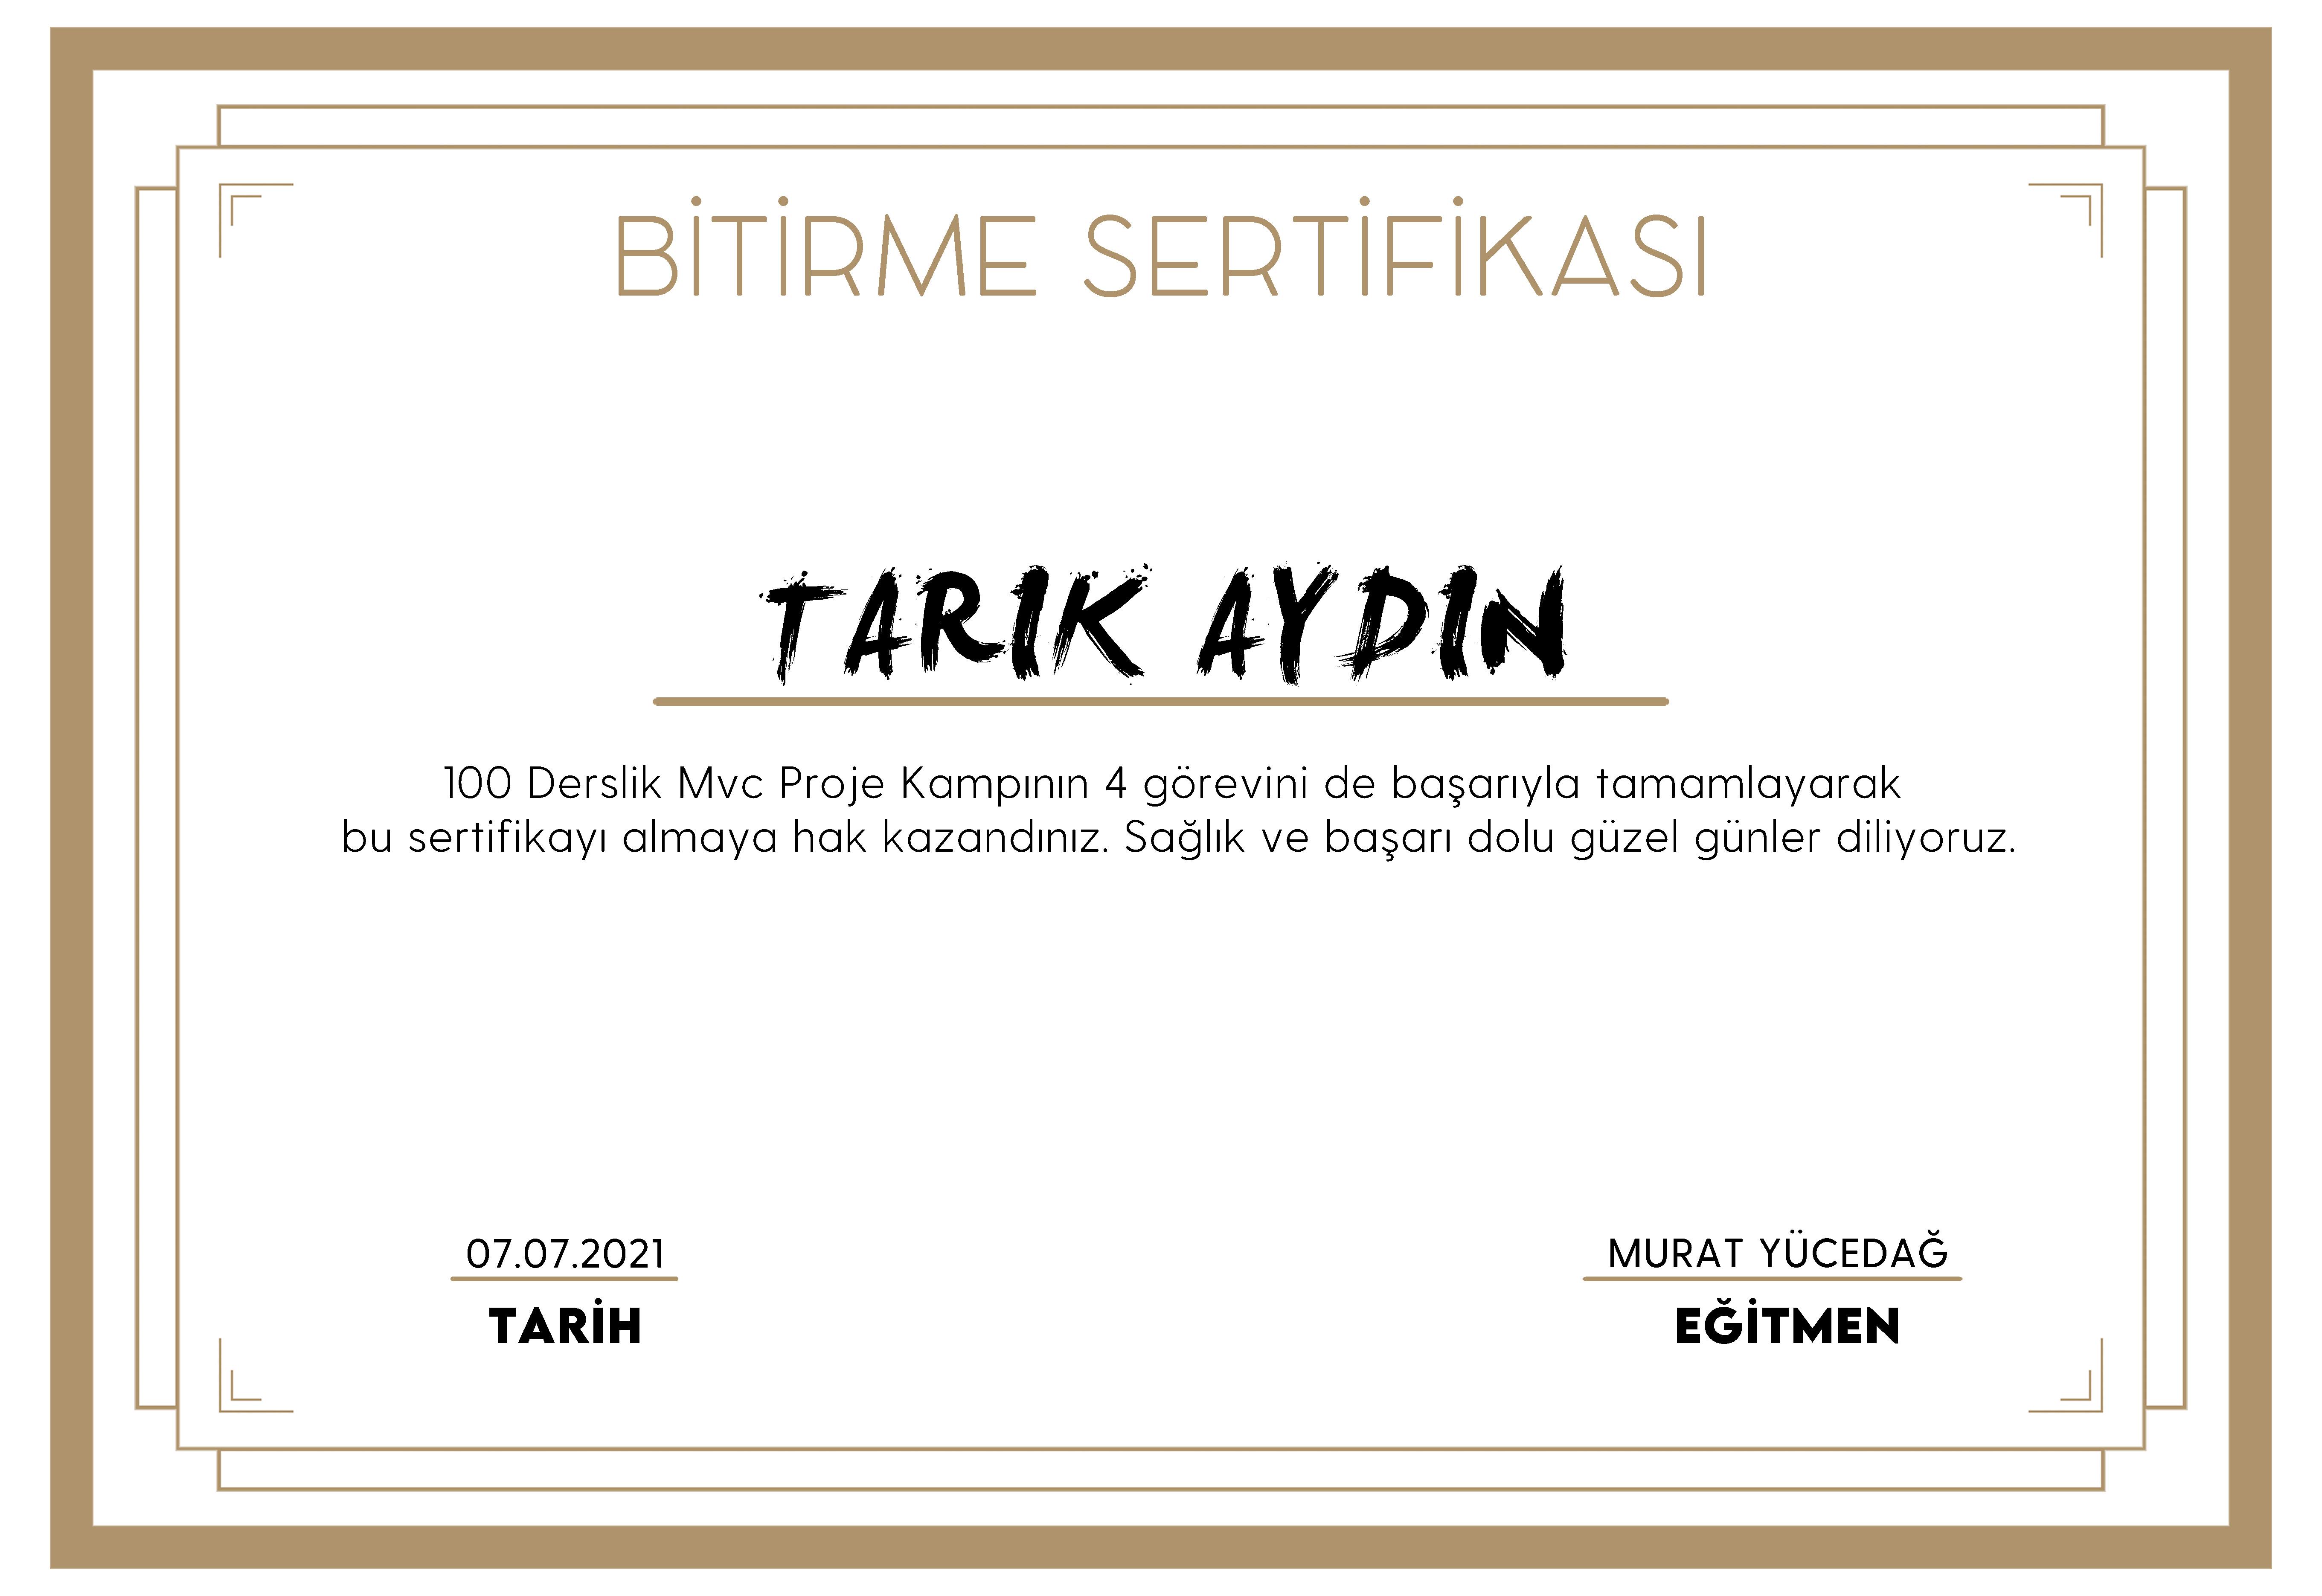 BİTİRME SERTİFİKASI
TARIK AYDIN
100 Derslik Mvc Proje Kampının 4 görevini de başarıyla tamamlayarak
bu sertifikayı almaya hak kazandınız. Sağlık ve başarı dolu güzel günler diliyoruz.
07.07.2021
TARİH
MURAT YÜCEDAĞ
EĞİTMEN